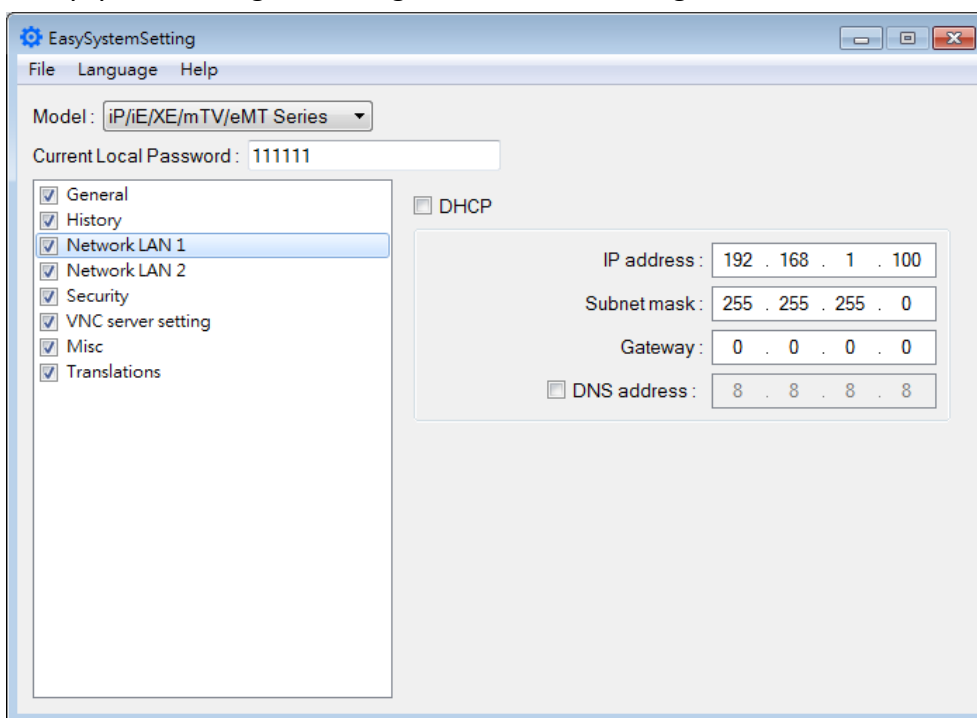 EasySystemSetting
File Language Help
Model : iP/iE/XE/mTV/eMT Series
Current Local Password : 111111
General
History
Network LAN 1
Network LAN 2
Security
VNC server setting
Misc
Translations
DHCP
IP address : 192 . 168 . 1 . 100
Subnet mask : 255 . 255 . 255 . 0
Gateway : 0 . 0 . 0 . 0
DNS address : 8 . 8 . 8 . 8